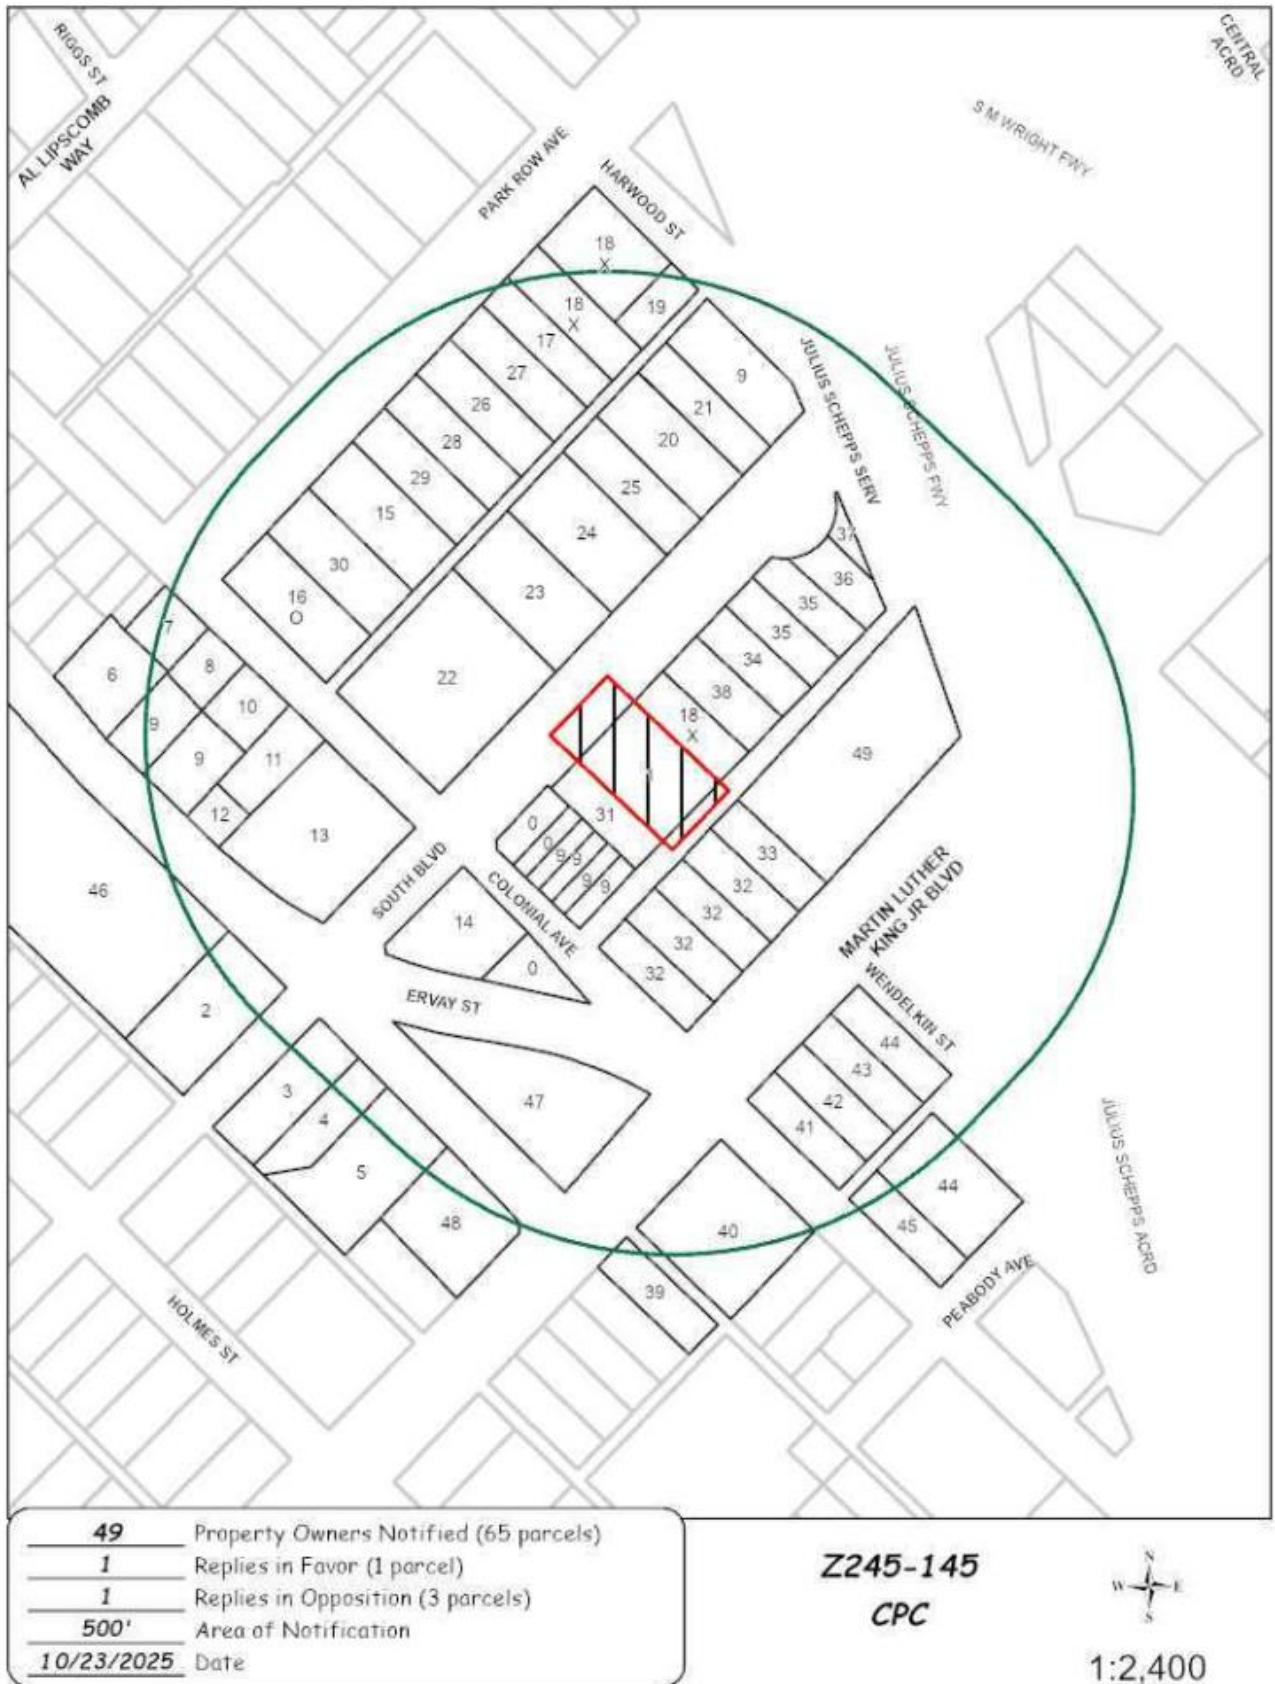 RIGGS ST
AL LIPSCOMB
WAY
PARK ROW AVE
HARWOOD ST
S M WRIGHT FWY
CENTRAL
ACRD
JULIUS SCHEPPS SERV
JULIUS SCHEPPS FWY
18
X
18
X
19
17
27
26
28
29
15
30
16
O
9
21
20
25
24
23
22
37
36
35
35
34
38
18
X
1
49
7
6
8
9
10
9
11
12
13
31
0
0
9
9
9
9
33
32
32
32
32
SOUTH BLVD
COLONIAL AVE
MARTIN LUTHER
KING JR BLVD
46
14
0
2
ERVAY ST
WENDELKIN ST
3
4
5
47
48
44
43
42
41
44
45
40
39
HOLMES ST
PEABODY AVE
JULIUS SCHEPPS ACRD
49 Property Owners Notified (65 parcels)
1 Replies in Favor (1 parcel)
1 Replies in Opposition (3 parcels)
500' Area of Notification
10/23/2025 Date
Z245-145
CPC
N
W E
S
1:2,400